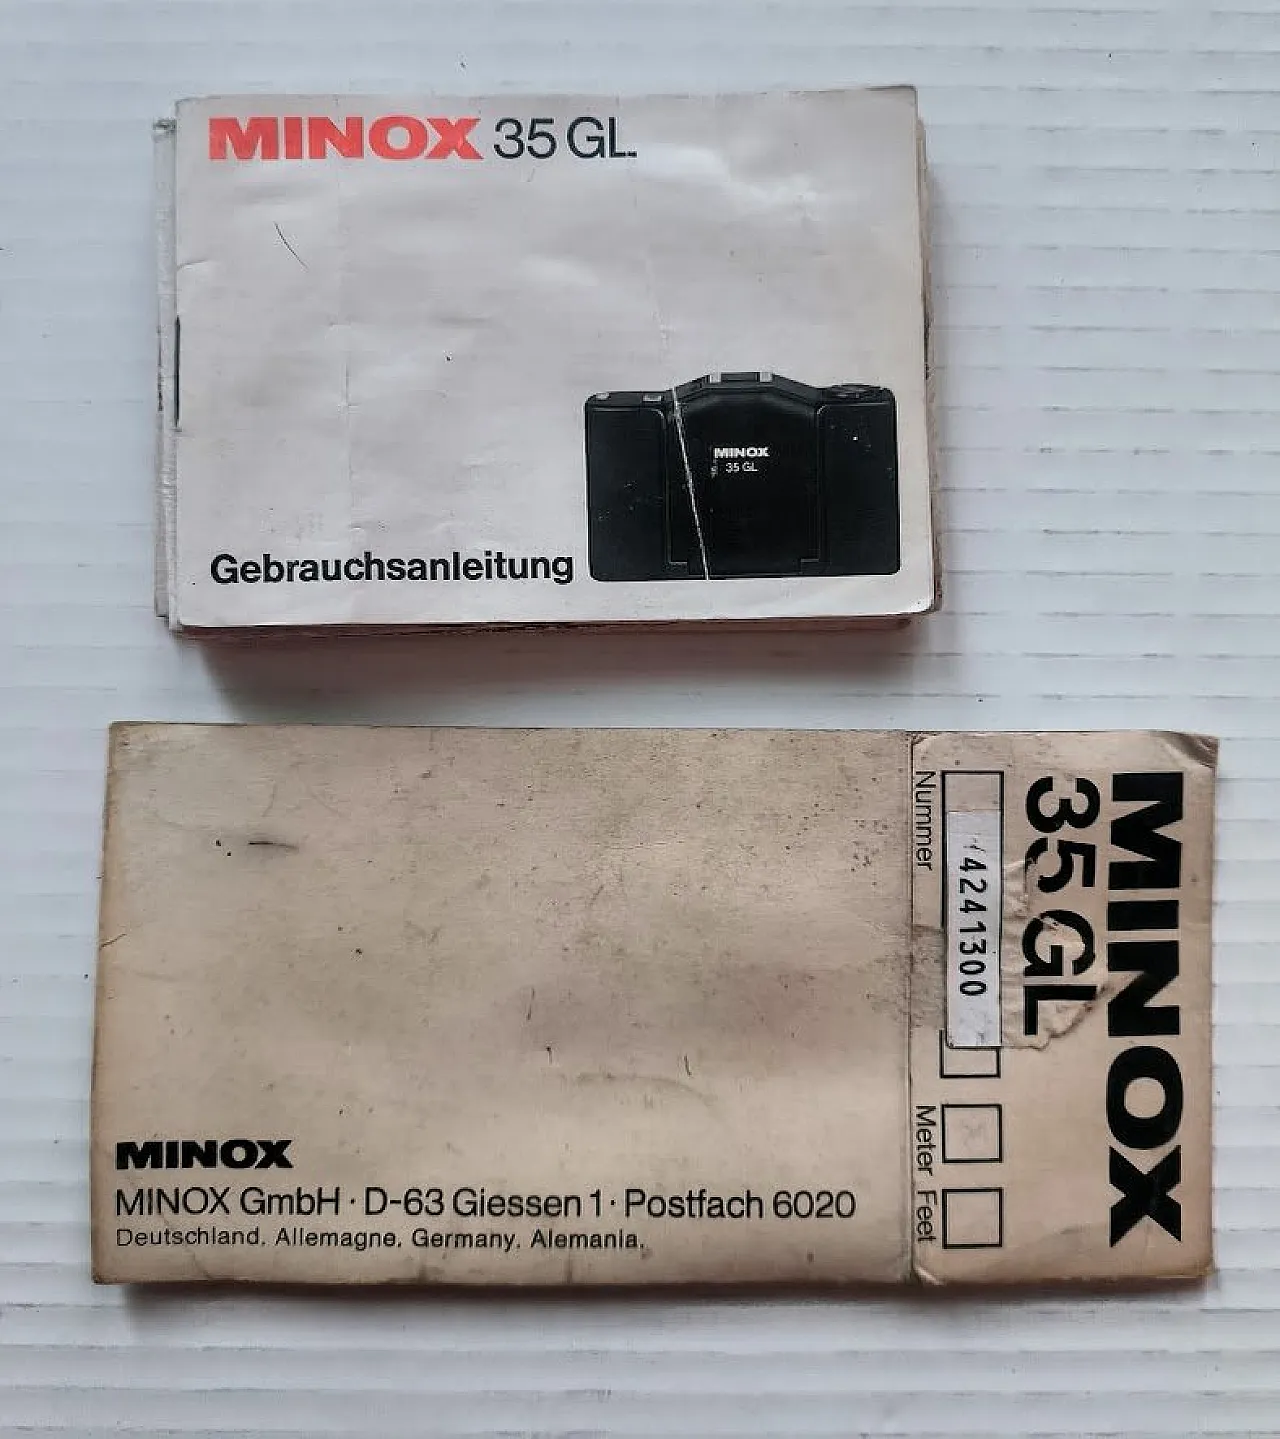 MINOX 35 GL
MINOX
35 GL
Gebrauchsanleitung
MINOX
35 GL
4241300
Nummer
Meter
Feet
MINOX
MINOX GmbH · D-63 Giessen 1 · Postfach 6020
Deutschland. Allemagne. Germany. Alemania.